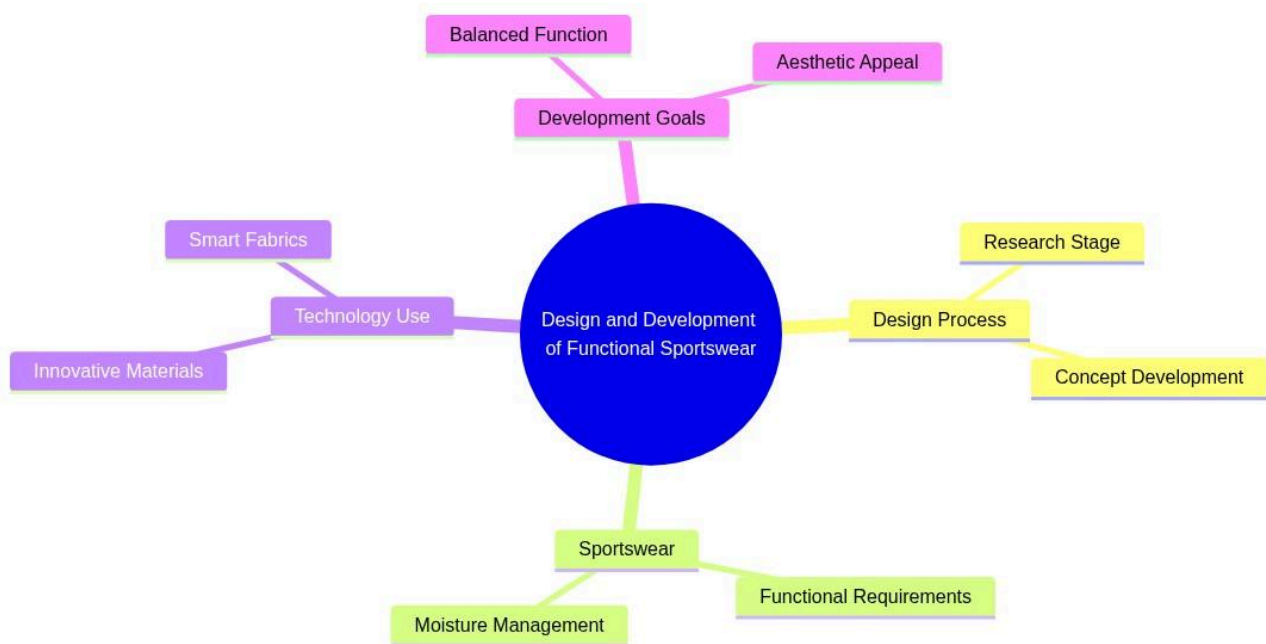 Balanced Function
Aesthetic Appeal
Development Goals
Smart Fabrics
Research Stage
Technology Use
Design and Development
of Functional Sportswear
Design Process
Innovative Materials
Concept Development
Sportswear
Functional Requirements
Moisture Management